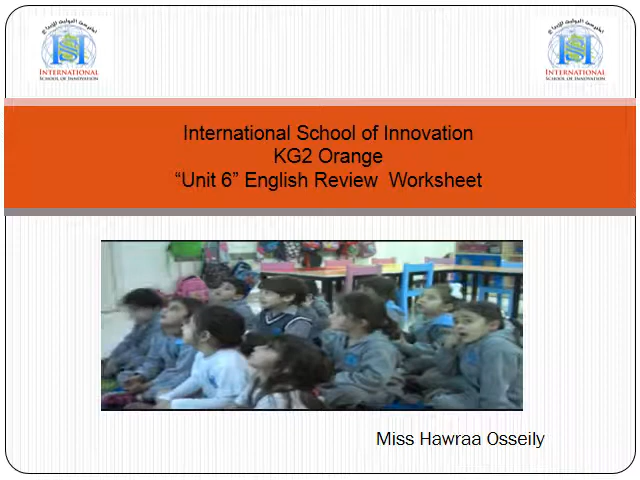 INTERNATIONAL
SCHOOL OF INNOVATION
INTERNATIONAL
SCHOOL OF INNOVATION
International School of Innovation
KG2 Orange
“Unit 6” English Review Worksheet
Miss Hawraa Osseily